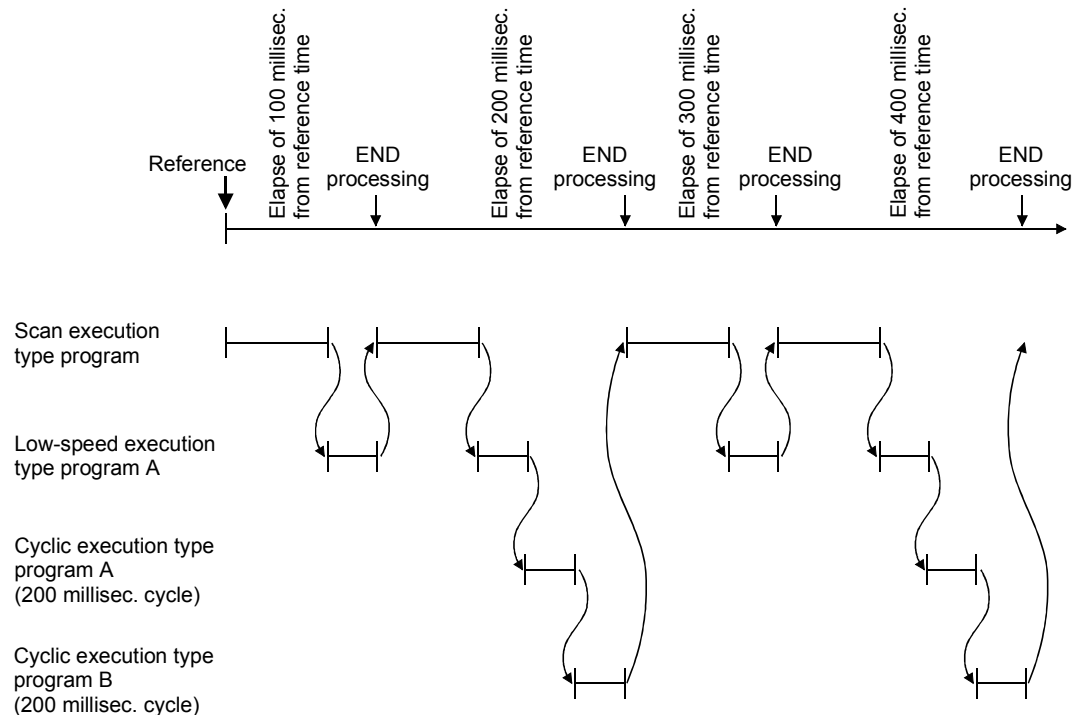 Elapse of 100 millisec.
from reference time
Elapse of 200 millisec.
from reference time
Elapse of 300 millisec.
from reference time
Elapse of 400 millisec.
from reference time
Reference
END
processing
END
processing
END
processing
END
processing
Scan execution
type program
Low-speed execution
type program A
Cyclic execution type
program A
(200 millisec. cycle)
Cyclic execution type
program B
(200 millisec. cycle)